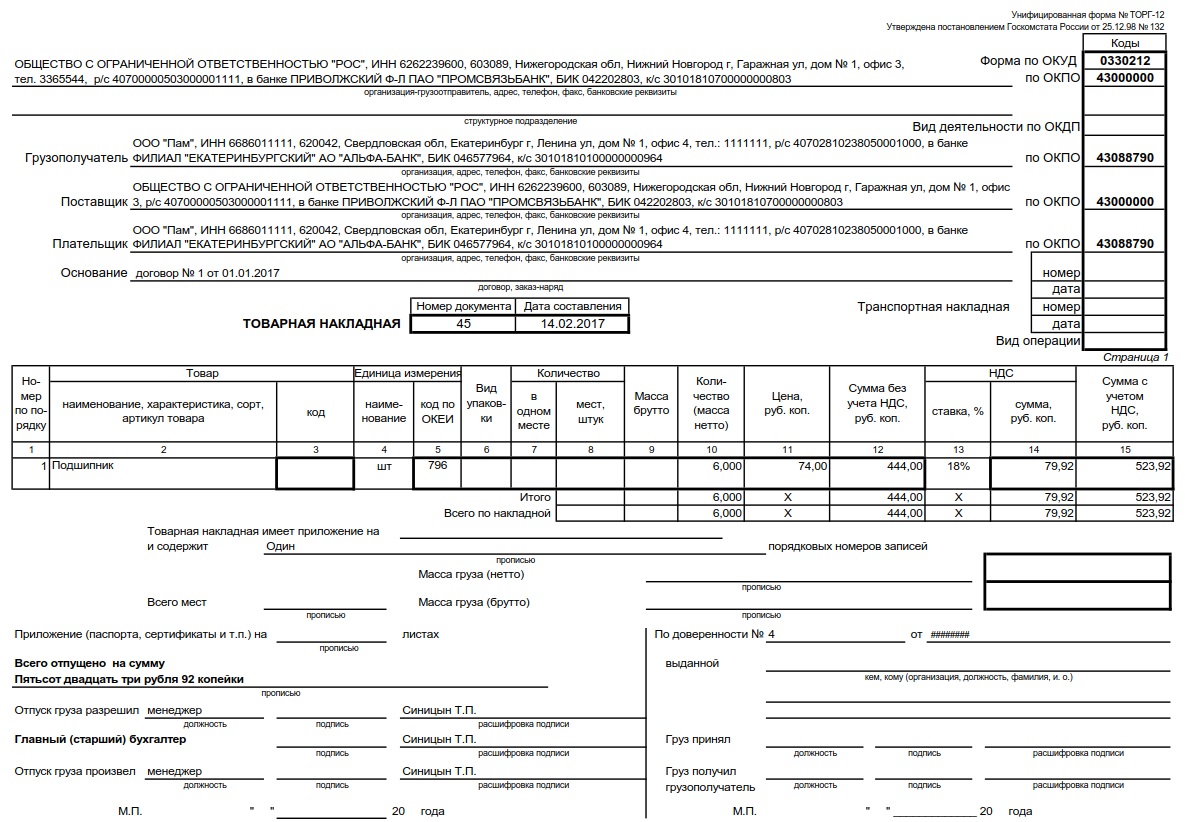 Унифицированная форма № ТОРГ-12
Утверждена постановлением Госкомстата России от 25.12.98 № 132
Коды
Форма по ОКУД 0330212
ОБЩЕСТВО С ОГРАНИЧЕННОЙ ОТВЕТСТВЕННОСТЬЮ "РОС", ИНН 6262239600, 603089, Нижегородская обл, Нижний Новгород г, Гаражная ул, дом № 1, офис 3,
тел. 3365544, р/с 40700000503000001111, в банке ПРИВОЛЖСКИЙ Ф-Л ПАО "ПРОМСВЯЗЬБАНК", БИК 042202803, к/с 30101810700000000803 по ОКПО 43000000
организация-грузоотправитель, адрес, телефон, факс, банковские реквизиты
структурное подразделение
Вид деятельности по ОКДП
ООО "Пам", ИНН 6686011111, 620042, Свердловская обл, Екатеринбург г, Ленина ул, дом № 1, офис 4, тел.: 1111111, р/с 40702810238050001000, в банке
Грузополучатель ФИЛИАЛ "ЕКАТЕРИНБУРГСКИЙ" АО "АЛЬФА-БАНК", БИК 046577964, к/с 30101810100000000964 по ОКПО 43088790
организация, адрес, телефон, факс, банковские реквизиты
ОБЩЕСТВО С ОГРАНИЧЕННОЙ ОТВЕТСТВЕННОСТЬЮ "РОС", ИНН 6262239600, 603089, Нижегородская обл, Нижний Новгород г, Гаражная ул, дом № 1, офис
Поставщик 3, р/с 40700000503000001111, в банке ПРИВОЛЖСКИЙ Ф-Л ПАО "ПРОМСВЯЗЬБАНК", БИК 042202803, к/с 30101810700000000803 по ОКПО 43000000
организация, адрес, телефон, факс, банковские реквизиты
ООО "Пам", ИНН 6686011111, 620042, Свердловская обл, Екатеринбург г, Ленина ул, дом № 1, офис 4, тел.: 1111111, р/с 40702810238050001000, в банке
Плательщик ФИЛИАЛ "ЕКАТЕРИНБУРГСКИЙ" АО "АЛЬФА-БАНК", БИК 046577964, к/с 30101810100000000964 по ОКПО 43088790
организация, адрес, телефон, факс, банковские реквизиты
Основание договор № 1 от 01.01.2017 номер
договор, заказ-наряд дата
Номер документа Дата составления Транспортная накладная номер
ТОВАРНАЯ НАКЛАДНАЯ 45 14.02.2017 дата
Вид операции
Страница 1
Но-
мер
по по-
рядку
Товар
наименование, характеристика, сорт,
артикул товара
код
Единица измерения
наиме-
нование
код по
ОКЕИ
Вид
упаков-
ки
Количество
в
одном
месте
мест,
штук
Масса
брутто
Коли-
чество
(масса
нетто)
Цена,
руб. коп.
Сумма без
учета НДС,
руб. коп.
НДС
ставка, %
сумма,
руб. коп.
Сумма с
учетом
НДС,
руб. коп.
1 2 3 4 5 6 7 8 9 10 11 12 13 14 15
1 Подшипник шт 796 6,000 74,00 444,00 18% 79,92 523,92
Итого 6,000 X 444,00 X 79,92 523,92
Всего по накладной 6,000 X 444,00 X 79,92 523,92
Товарная накладная имеет приложение на
и содержит Один порядковых номеров записей
прописью
Масса груза (нетто)
прописью
Всего мест Масса груза (брутто)
прописью прописью
Приложение (паспорта, сертификаты и т.п.) на листах
прописью
Всего отпущено на сумму
Пятьсот двадцать три рубля 92 копейки
прописью
Отпуск груза разрешил менеджер Синицын Т.П.
должность подпись расшифровка подписи
Главный (старший) бухгалтер Синицын Т.П.
подпись расшифровка подписи
Отпуск груза произвел менеджер Синицын Т.П.
должность подпись расшифровка подписи
М.П. " " 20 года
По доверенности № 4 от ########
выданной
кем, кому (организация, должность, фамилия, и. о.)
Груз принял
должность подпись расшифровка подписи
Груз получил
грузополучатель
должность подпись расшифровка подписи
М.П. " " _____________ 20 года